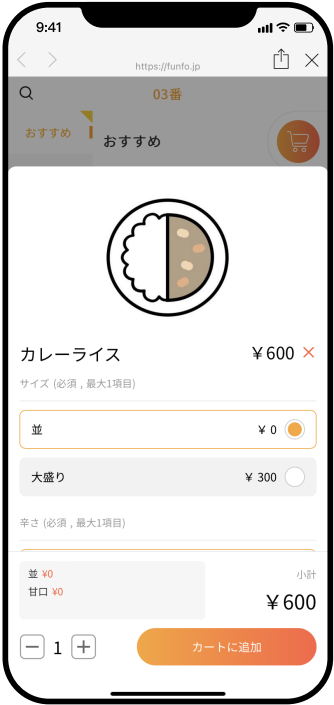 9:41
https://funfo.jp
03番
おすすめ
おすすめ
カレーライス ￥600
サイズ (必須 , 最大1項目)
並 ￥ 0
大盛り ￥ 300
辛さ (必須 , 最大1項目)
並 ¥0
甘口 ¥0
小計
￥600
1
カートに追加